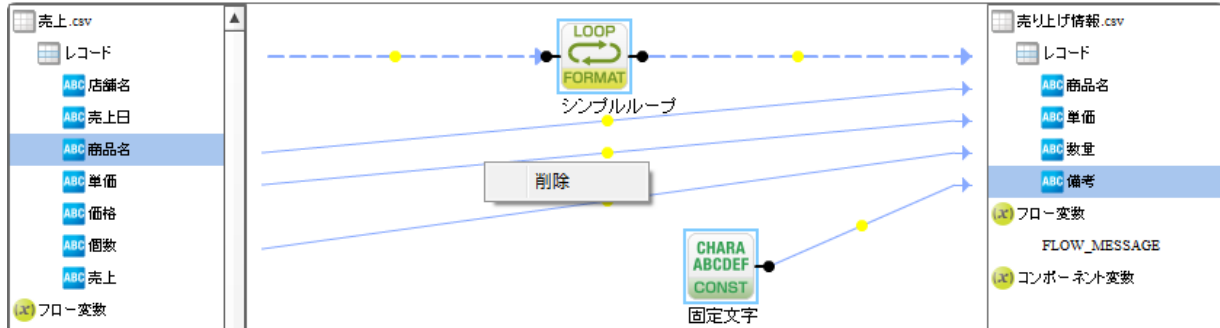 売上.csv
レコード
店舗名
売上日
商品名
単価
価格
個数
売上
フロー変数
LOOP
FORMAT
シンプルループ
削除
CHARA
ABCDEF
CONST
固定文字
売り上げ情報.csv
レコード
ABC 商品名
ABC 単価
ABC 数量
ABC 備考
(x) フロー変数
FLOW_MESSAGE
(x) コンポーネント変数